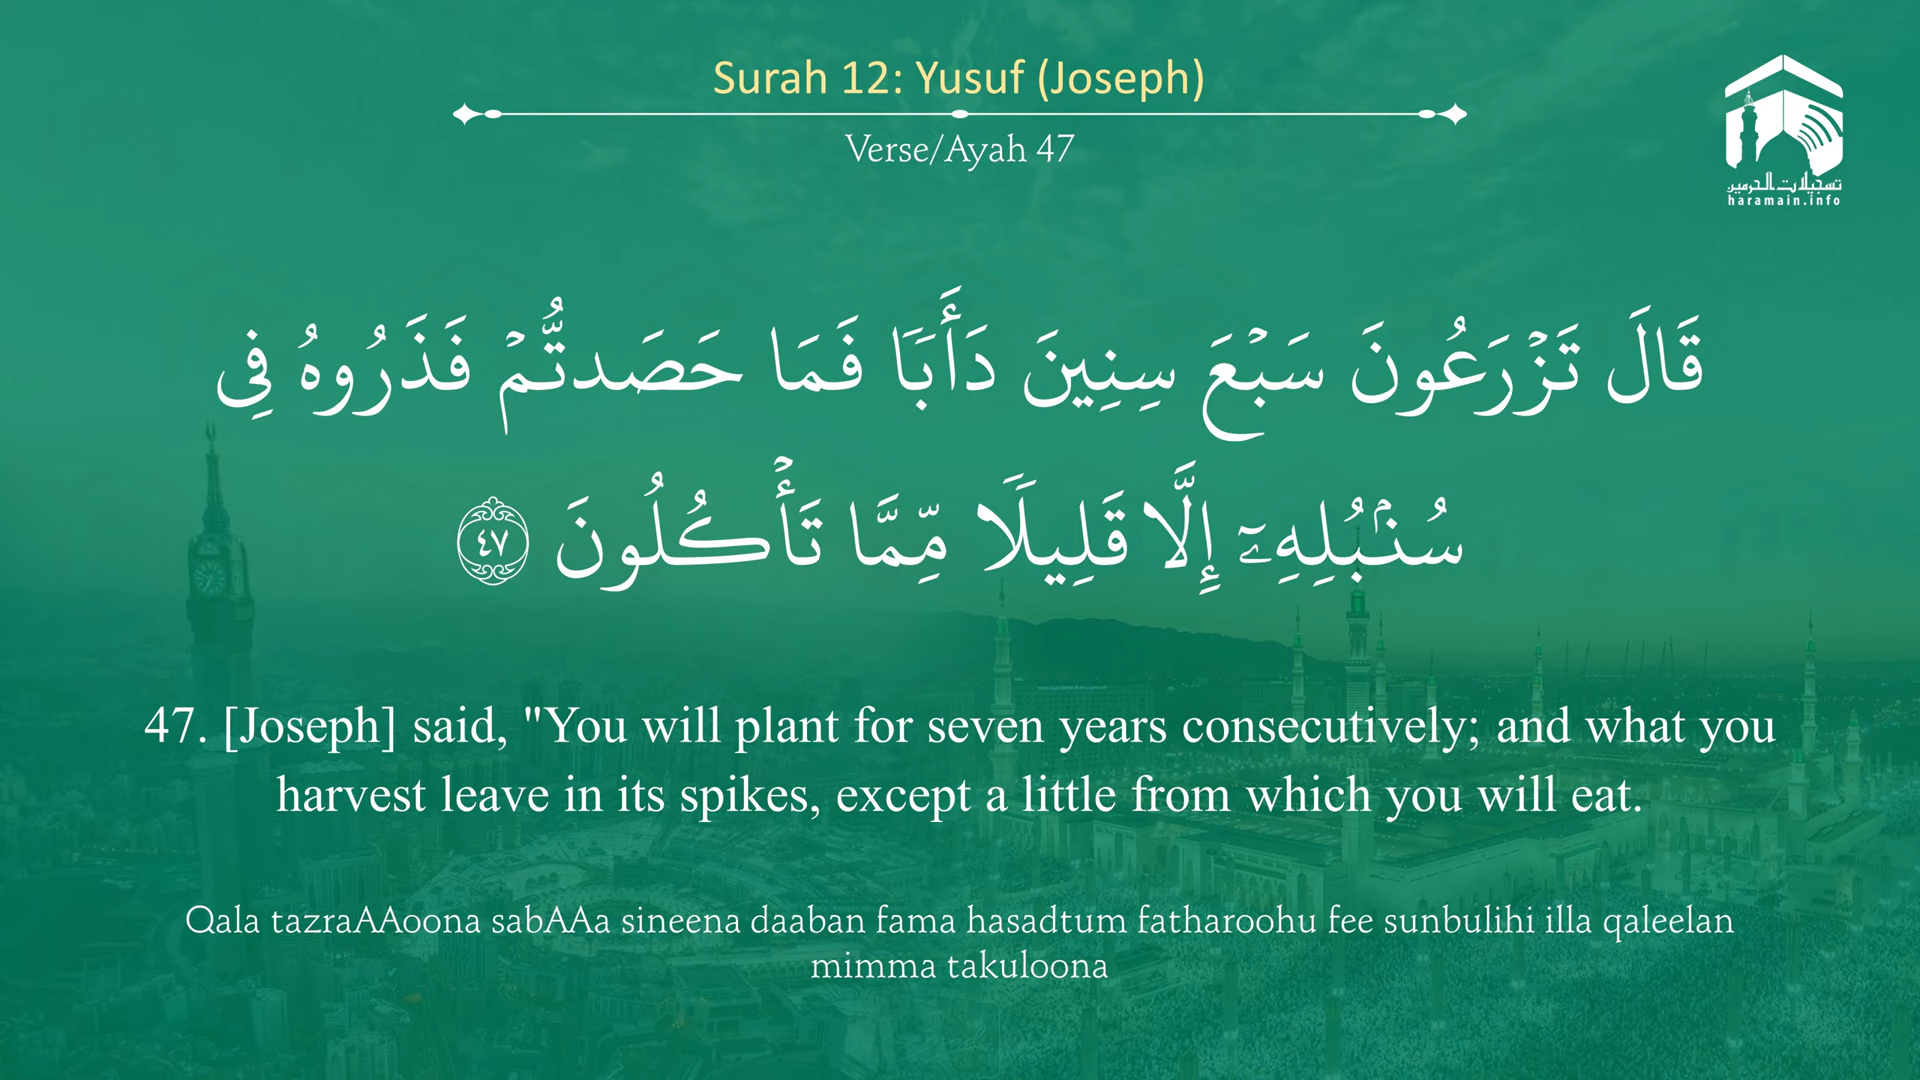 Surah 12: Yusuf (Joseph)
Verse/Ayah 47
تسجيلات الحرمين
haramain.info
قَالَ تَزْرَعُونَ سَبْعَ سِنِينَ دَأَبًا فَمَا حَصَدتُّمْ فَذَرُوهُ فِى
سُنۢبُلِهِۦٓ إِلَّا قَلِيلًا مِّمَّا تَأْكُلُونَ ٤٧
47. [Joseph] said, "You will plant for seven years consecutively; and what you
harvest leave in its spikes, except a little from which you will eat.
Qala tazraAAoona sabAAa sineena daaban fama hasadtum fatharoohu fee sunbulihi illa qaleelan
mimma takuloona